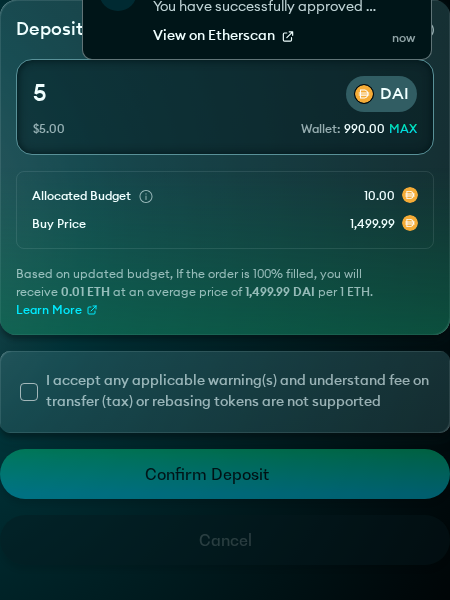 You have successfully approved ...
Deposit
View on Etherscan
now
5
DAI
$5.00
Wallet: 990.00 MAX
Allocated Budget
10.00
Buy Price
1,499.99
Based on updated budget, If the order is 100% filled, you will
receive 0.01 ETH at an average price of 1,499.99 DAI per 1 ETH.
Learn More
I accept any applicable warning(s) and understand fee on
transfer (tax) or rebasing tokens are not supported
Confirm Deposit
Cancel